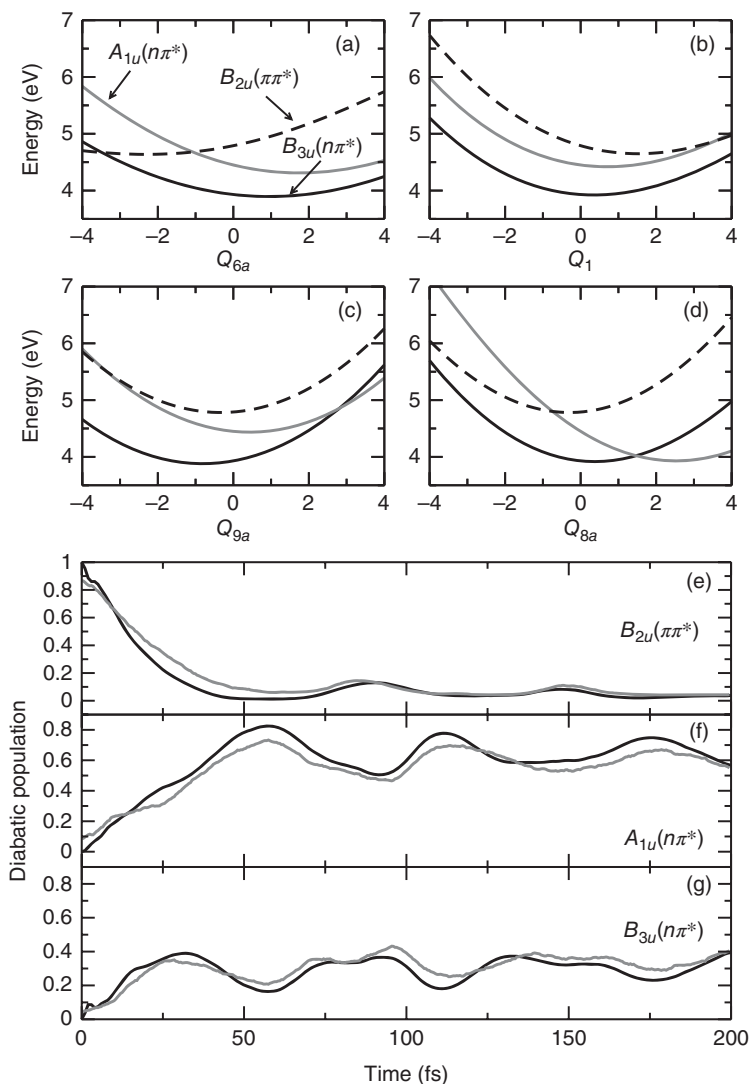 7
6
5
4
Energy (eV)
(a)
A1u(nπ*)
B2u(ππ*)
B3u(nπ*)
−4 −2 0 2 4
Q6a
7
6
5
4
Energy (eV)
(b)
−4 −2 0 2 4
Q1
7
6
5
4
Energy (eV)
(c)
−4 −2 0 2 4
Q9a
7
6
5
4
(d)
−4 −2 0 2 4
Q8a
1
0.8
0.6
0.4
0.2
0
(e)
B2u(ππ*)
0.8
0.6
0.4
0.2
0
(f)
A1u(nπ*)
Diabatic population
0.8
0.6
0.4
0.2
0
(g)
B3u(nπ*)
0 50 100 150 200
Time (fs)